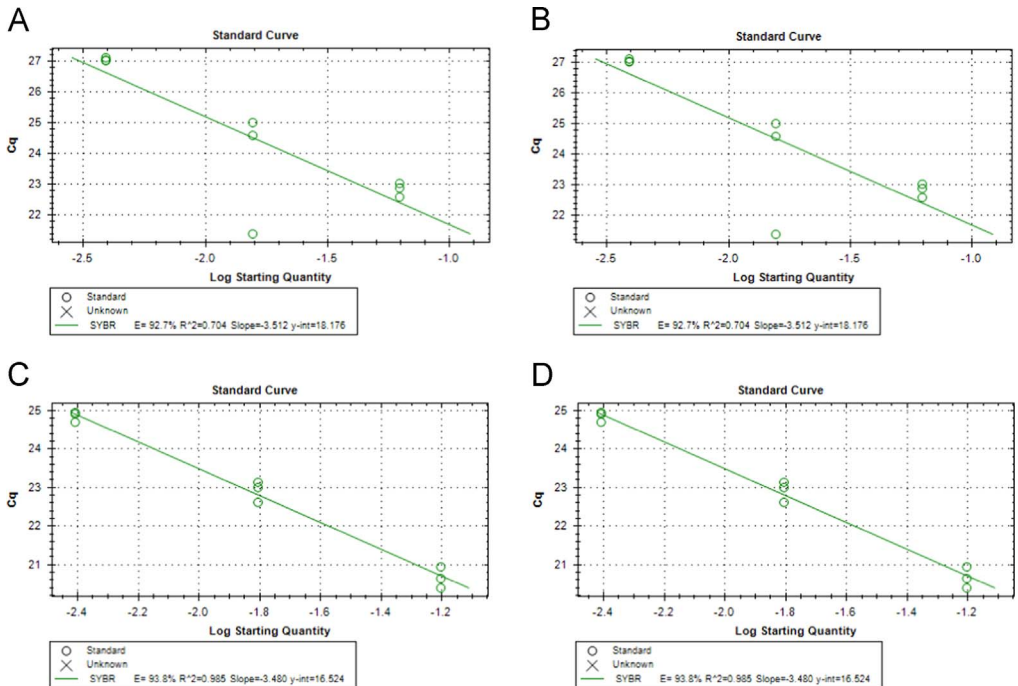 A
Standard Curve
27
26
25
24
23
22
Cq
-2.5
-2.0
-1.5
-1.0
Log Starting Quantity
Standard
Unknown
SYBR E= 92.7% R^2=0.704 Slope=-3.512 y-int=18.176
B
Standard Curve
27
26
25
24
23
22
Cq
-2.5
-2.0
-1.5
-1.0
Log Starting Quantity
Standard
Unknown
SYBR E= 92.7% R^2=0.704 Slope=-3.512 y-int=18.176
C
Standard Curve
25
24
23
22
21
Cq
-2.4
-2.2
-2.0
-1.8
-1.6
-1.4
-1.2
Log Starting Quantity
Standard
Unknown
SYBR E= 93.8% R^2=0.985 Slope=-3.480 y-int=16.524
D
Standard Curve
25
24
23
22
21
Cq
-2.4
-2.2
-2.0
-1.8
-1.6
-1.4
-1.2
Log Starting Quantity
Standard
Unknown
SYBR E= 93.8% R^2=0.985 Slope=-3.480 y-int=16.524